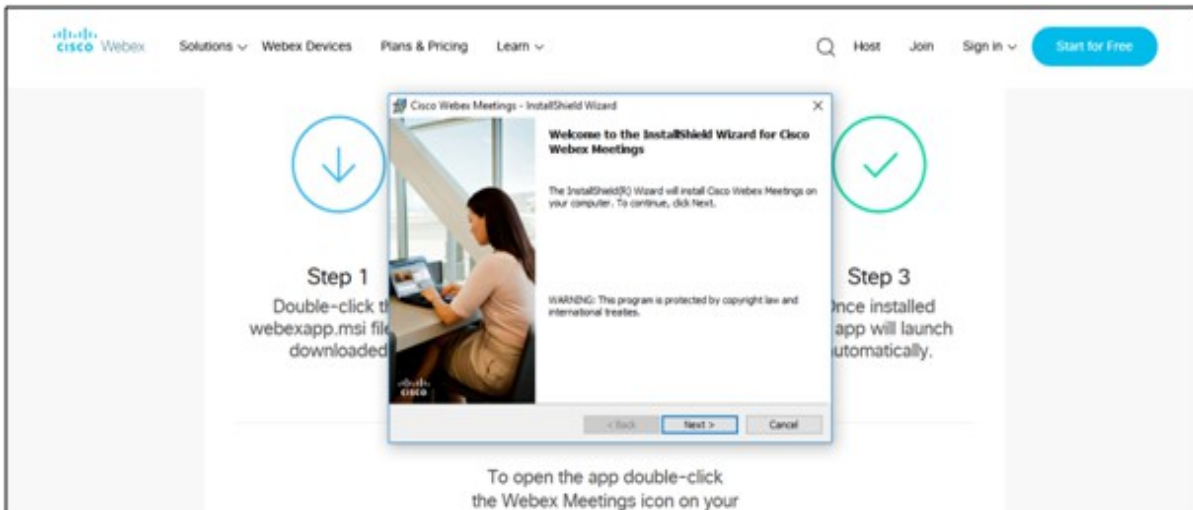 CISCO Webex Solutions Webex Devices Plans & Pricing Learn Host Join Sign in Start for Free
Cisco Webex Meetings - InstallShield Wizard
Welcome to the InstallShield Wizard for Cisco
Webex Meetings
The InstallShield(R) Wizard will install Cisco Webex Meetings on
your computer. To continue, click Next.
WARNING: This program is protected by copyright law and
international treaties.
CISCO
< Back Next > Cancel
Step 1
Double-click th
webexapp.msi file
downloaded
Step 3
Once installed
app will launch
automatically.
To open the app double-click
the Webex Meetings icon on your